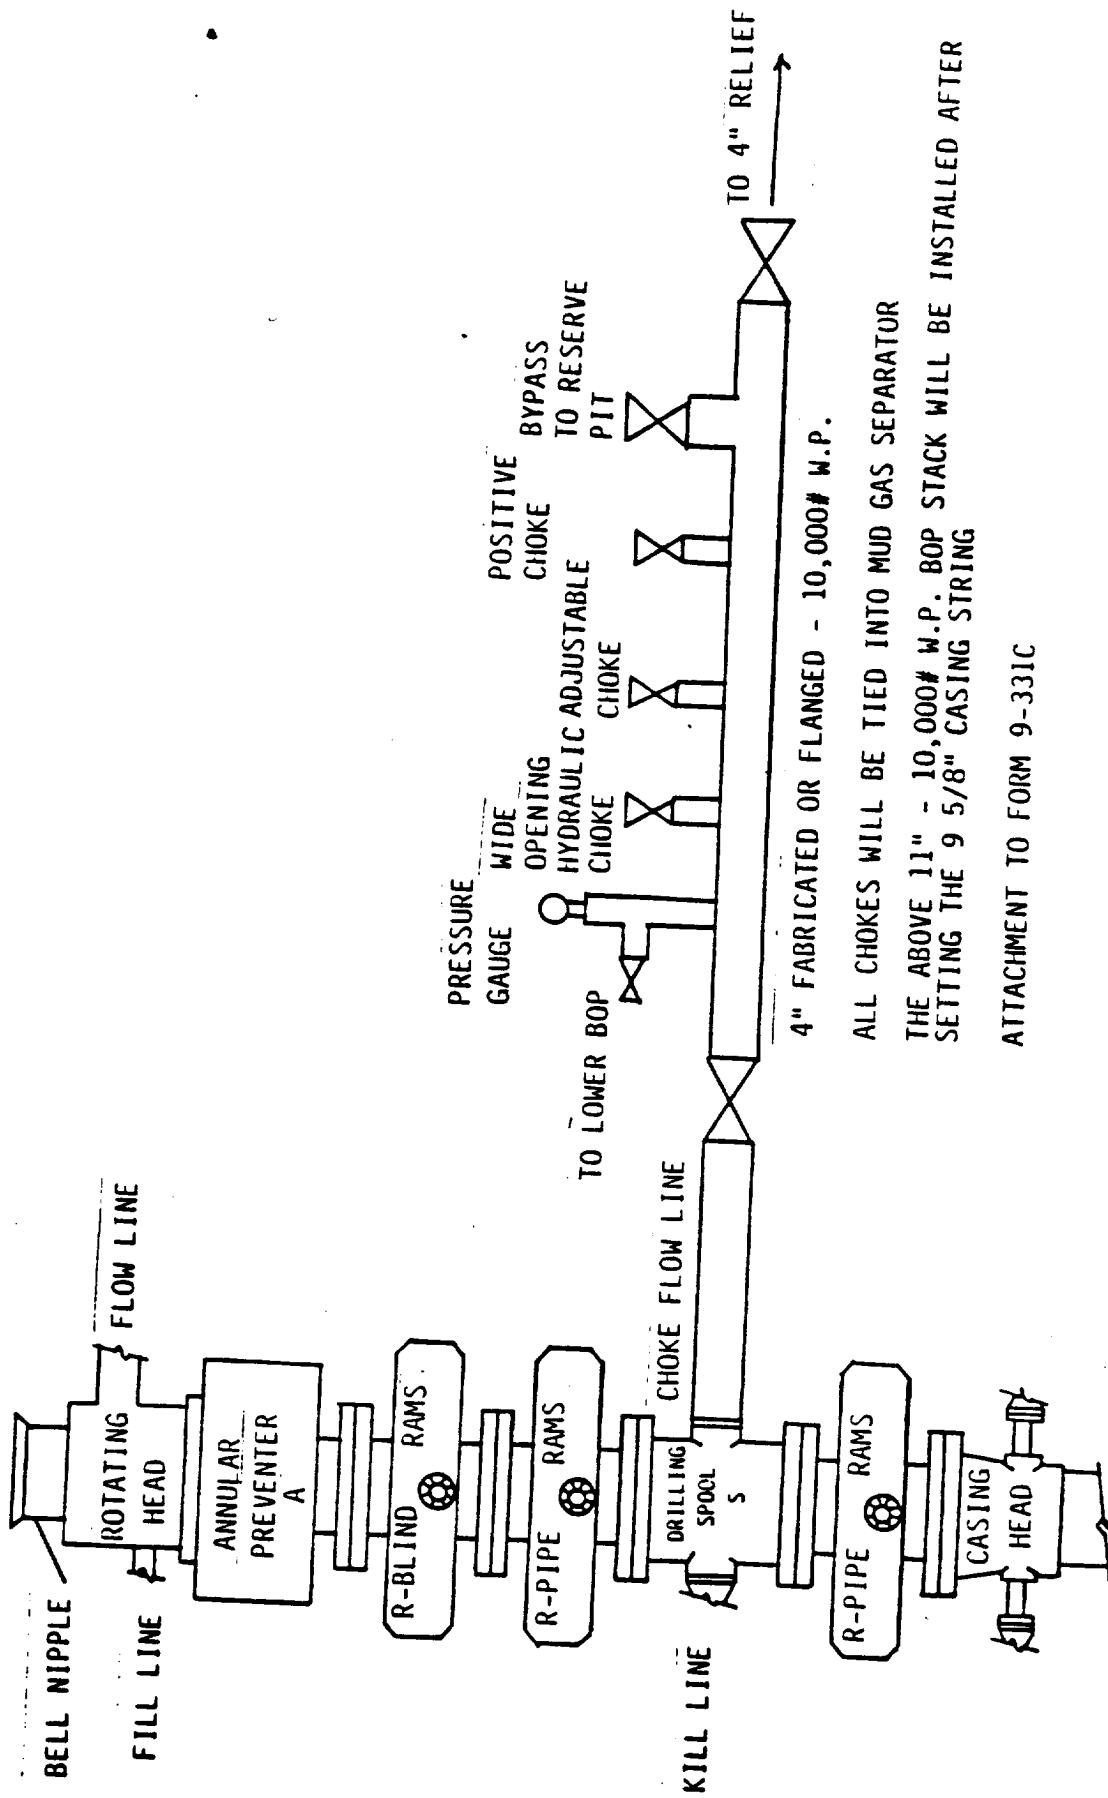 BELL NIPPLE
FILL LINE
ROTATING
HEAD
FLOW LINE
ANNULAR
PREVENTER
A
R-BLIND RAMS
R-PIPE RAMS
KILL LINE
DRILLING
SPOOL
S
CHOKE FLOW LINE
R-PIPE RAMS
CASING
HEAD
TO LOWER BOP
PRESSURE
GAUGE
WIDE
OPENING
CHOKE
HYDRAULIC ADJUSTABLE
CHOKE
POSITIVE
CHOKE
BYPASS
TO RESERVE
PIT
TO 4" RELIEF
4" FABRICATED OR FLANGED - 10,000# W.P.
ALL CHOKES WILL BE TIED INTO MUD GAS SEPARATOR
THE ABOVE 11" - 10,000# W.P. BOP STACK WILL BE INSTALLED AFTER
SETTING THE 9 5/8" CASING STRING
ATTACHMENT TO FORM 9-331C